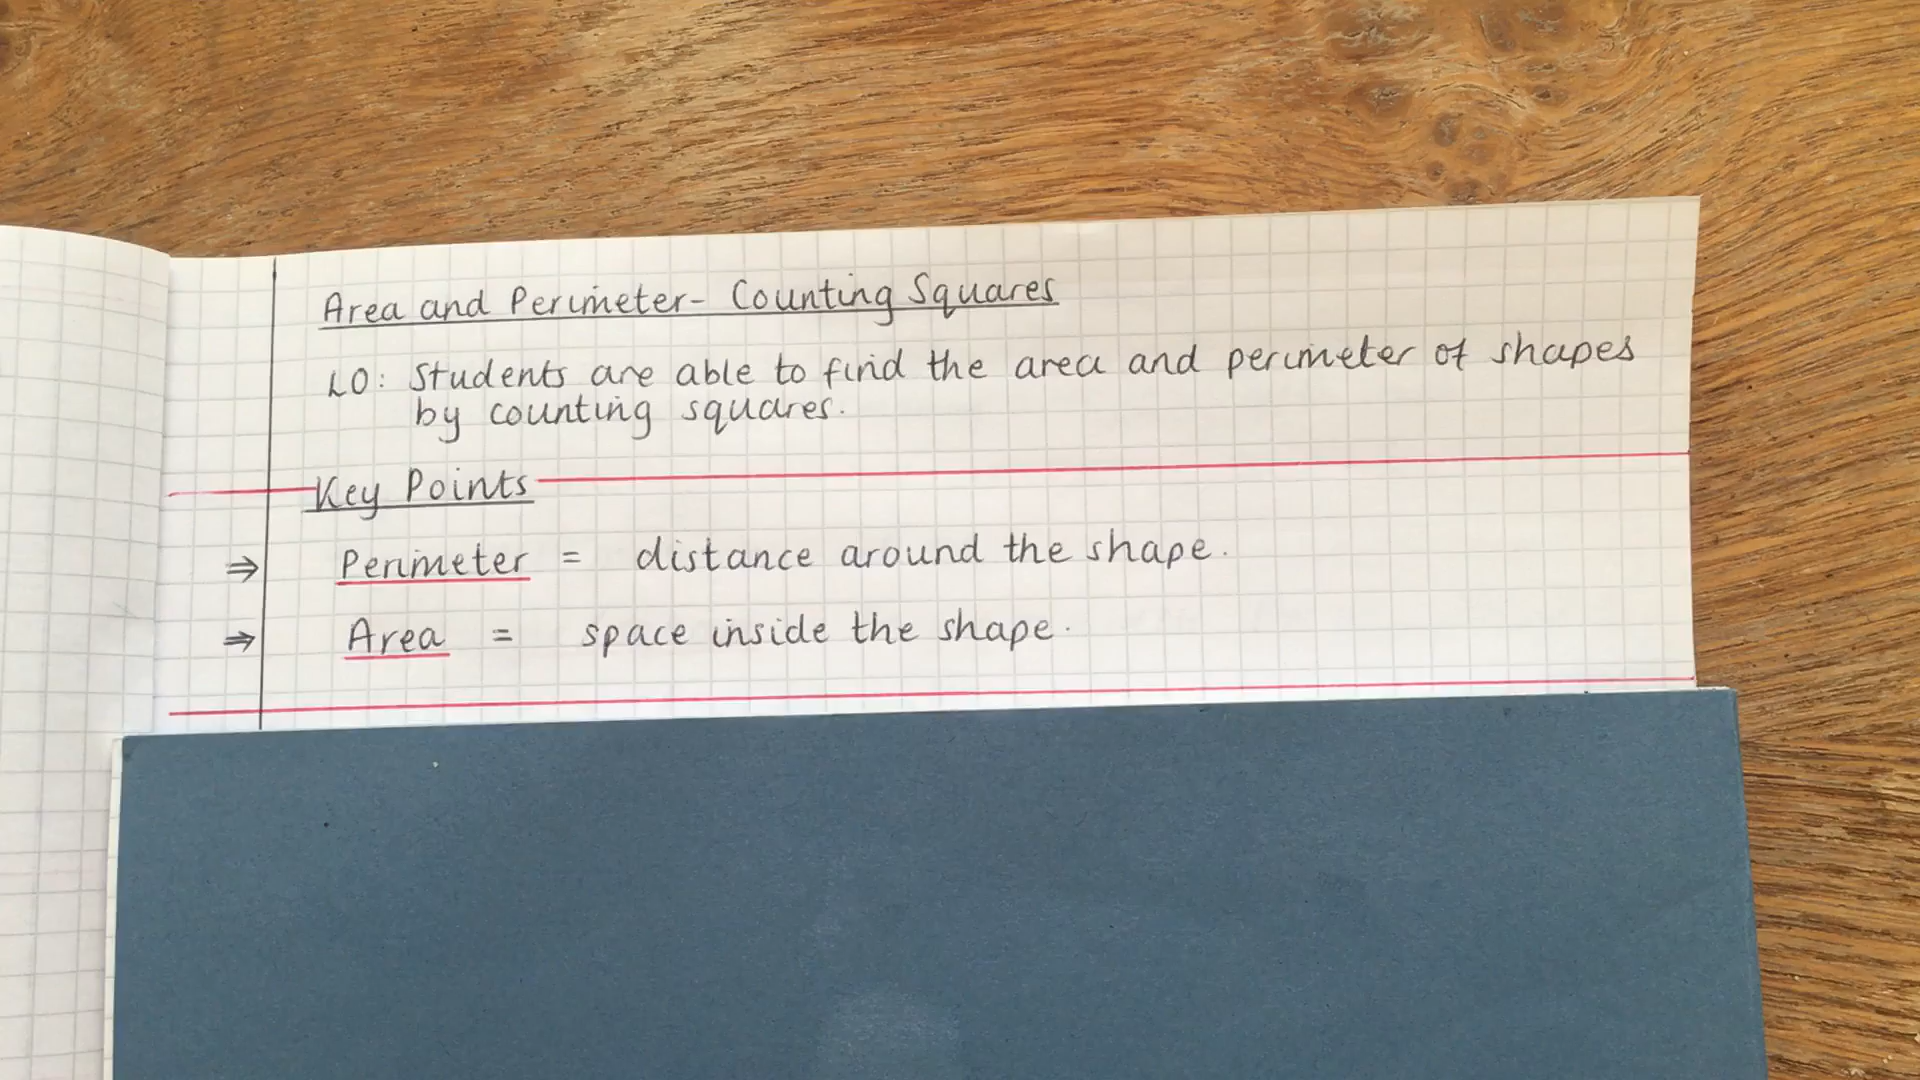 Area and Perimeter - Counting Squares
LO: Students are able to find the area and perimeter of shapes
by counting squares.
Key Points
⇒ Perimeter = distance around the shape.
⇒ Area = space inside the shape.